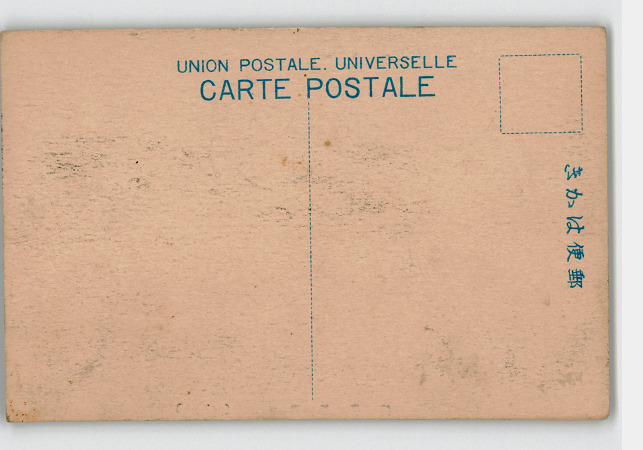 UNION POSTALE. UNIVERSELLE
CARTE POSTALE
郵便はかき